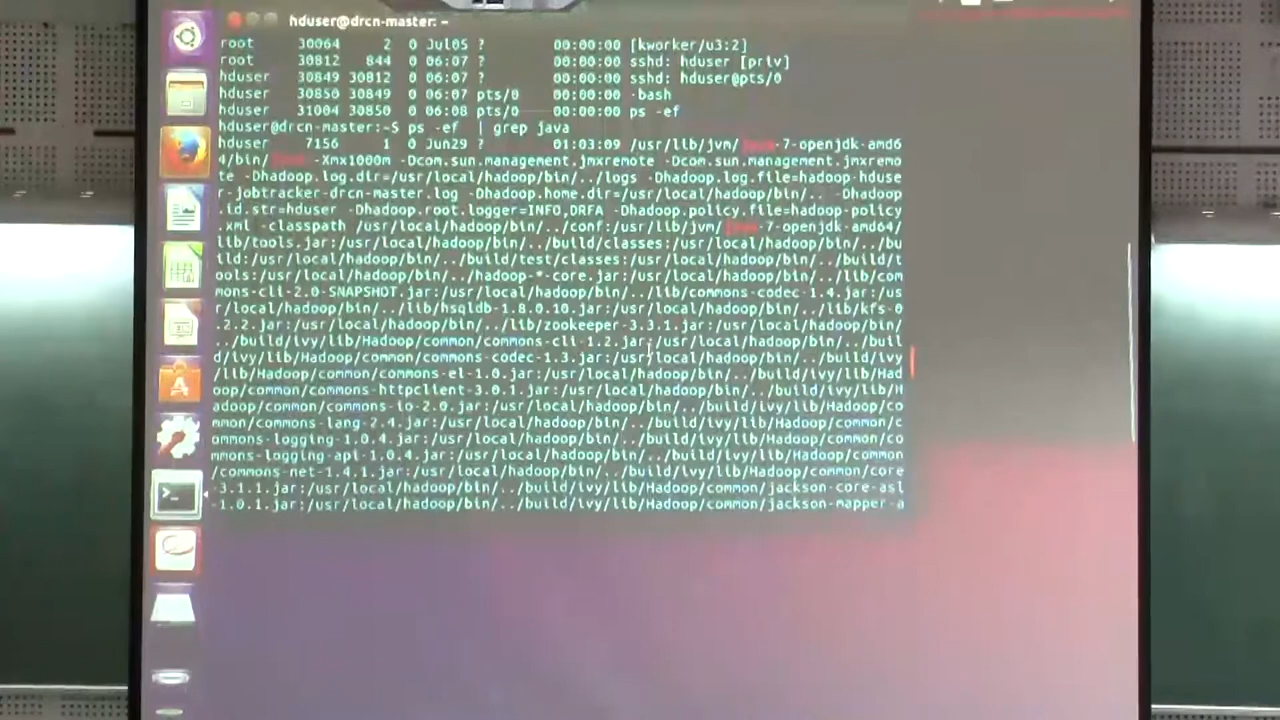 hduser@drcn-master: ~
root 30064 2 0 Jul05 ? 00:00:00 [kworker/u3:2]
root 30812 844 0 06:07 ? 00:00:00 sshd: hduser [priv]
hduser 30849 30812 0 06:07 ? 00:00:00 sshd: hduser@pts/0
hduser 30850 30849 0 06:07 pts/0 00:00:00 -bash
hduser 31004 30850 0 06:08 pts/0 00:00:00 ps -ef
hduser@drcn-master:~$ ps -ef | grep java
hduser 7156 1 0 Jun29 ? 01:03:09 /usr/lib/jvm/java-7-openjdk-amd6
4/bin/java -Xmx1000m -Dcom.sun.management.jmxremote -Dcom.sun.management.jmxremo
te -Dhadoop.log.dir=/usr/local/hadoop/bin/../logs -Dhadoop.log.file=hadoop-hduse
r-jobtracker-drcn-master.log -Dhadoop.home.dir=/usr/local/hadoop/bin/.. -Dhadoop
.id.str=hduser -Dhadoop.root.logger=INFO,DRFA -Dhadoop.policy.file=hadoop-policy
.xml -classpath /usr/local/hadoop/bin/../conf:/usr/lib/jvm/java-7-openjdk-amd64/
lib/tools.jar:/usr/local/hadoop/bin/../build/classes:/usr/local/hadoop/bin/../bu
ild:/usr/local/hadoop/bin/../build/test/classes:/usr/local/hadoop/bin/../build/t
ools:/usr/local/hadoop/bin/../hadoop-*-core.jar:/usr/local/hadoop/bin/../lib/com
mons-cli-2.0-SNAPSHOT.jar:/usr/local/hadoop/bin/../lib/commons-codec-1.4.jar:/us
r/local/hadoop/bin/../lib/hsqldb-1.8.0.10.jar:/usr/local/hadoop/bin/../lib/kfs-0
.2.2.jar:/usr/local/hadoop/bin/../lib/zookeeper-3.3.1.jar:/usr/local/hadoop/bin/
../build/ivy/lib/Hadoop/common/commons-cli-1.2.jar:/usr/local/hadoop/bin/../buil
d/ivy/lib/Hadoop/common/commons-codec-1.3.jar:/usr/local/hadoop/bin/../build/ivy
/lib/Hadoop/common/commons-el-1.0.jar:/usr/local/hadoop/bin/../build/ivy/lib/Had
oop/common/commons-httpclient-3.0.1.jar:/usr/local/hadoop/bin/../build/ivy/lib/H
adoop/common/commons-io-2.0.jar:/usr/local/hadoop/bin/../build/ivy/lib/Hadoop/co
mmon/commons-lang-2.4.jar:/usr/local/hadoop/bin/../build/ivy/lib/Hadoop/common/c
ommons-logging-1.0.4.jar:/usr/local/hadoop/bin/../build/ivy/lib/Hadoop/common/co
mmons-logging-api-1.0.4.jar:/usr/local/hadoop/bin/../build/ivy/lib/Hadoop/common
/commons-net-1.4.1.jar:/usr/local/hadoop/bin/../build/ivy/lib/Hadoop/common/core
-3.1.1.jar:/usr/local/hadoop/bin/../build/ivy/lib/Hadoop/common/jackson-core-asl
-1.0.1.jar:/usr/local/hadoop/bin/../build/ivy/lib/Hadoop/common/jackson-mapper-a